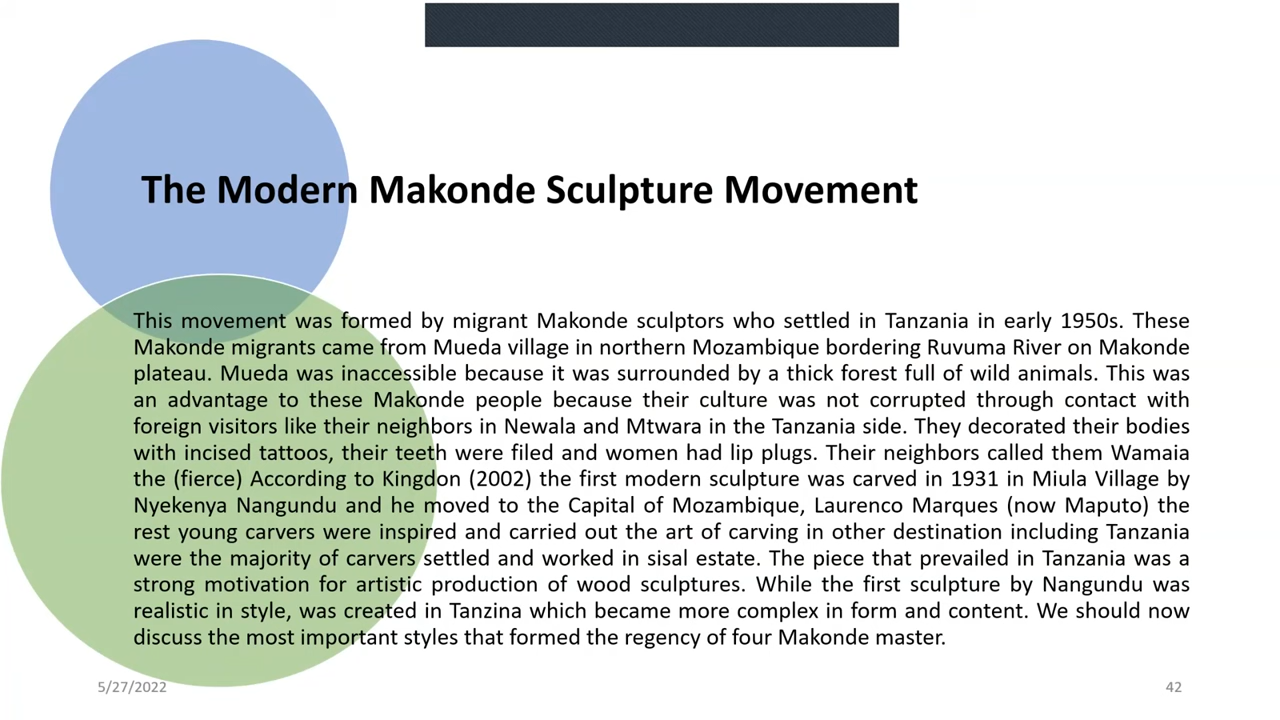 The Modern Makonde Sculpture Movement
This movement was formed by migrant Makonde sculptors who settled in Tanzania in early 1950s. These
Makonde migrants came from Mueda village in northern Mozambique bordering Ruvuma River on Makonde
plateau. Mueda was inaccessible because it was surrounded by a thick forest full of wild animals. This was
an advantage to these Makonde people because their culture was not corrupted through contact with
foreign visitors like their neighbors in Newala and Mtwara in the Tanzania side. They decorated their bodies
with incised tattoos, their teeth were filed and women had lip plugs. Their neighbors called them Wamaia
the (fierce) According to Kingdon (2002) the first modern sculpture was carved in 1931 in Miula Village by
Nyekenya Nangundu and he moved to the Capital of Mozambique, Laurenco Marques (now Maputo) the
rest young carvers were inspired and carried out the art of carving in other destination including Tanzania
were the majority of carvers settled and worked in sisal estate. The piece that prevailed in Tanzania was a
strong motivation for artistic production of wood sculptures. While the first sculpture by Nangundu was
realistic in style, was created in Tanzina which became more complex in form and content. We should now
discuss the most important styles that formed the regency of four Makonde master.
5/27/2022
42